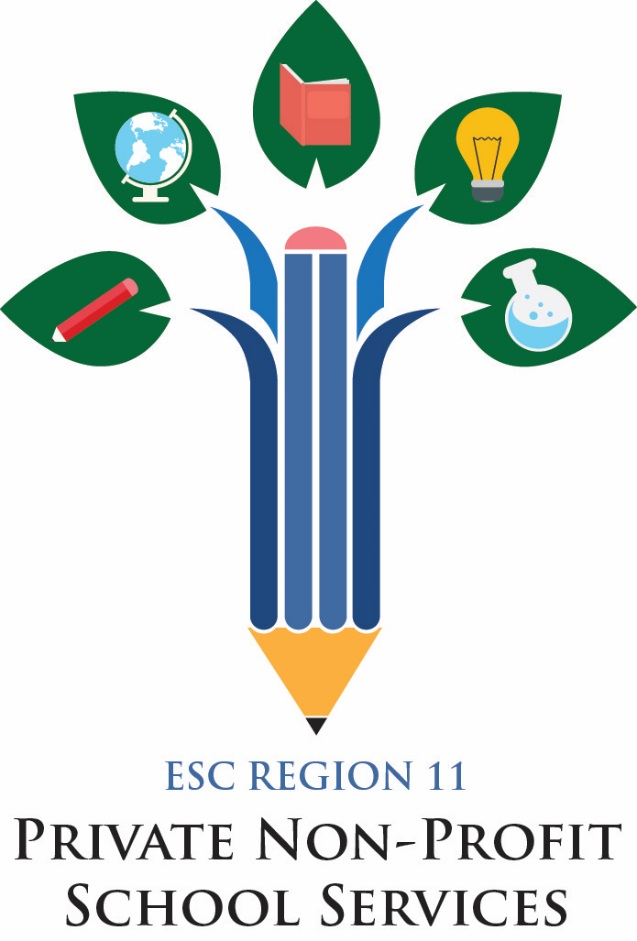 ESC REGION 11
PRIVATE NON-PROFIT
SCHOOL SERVICES